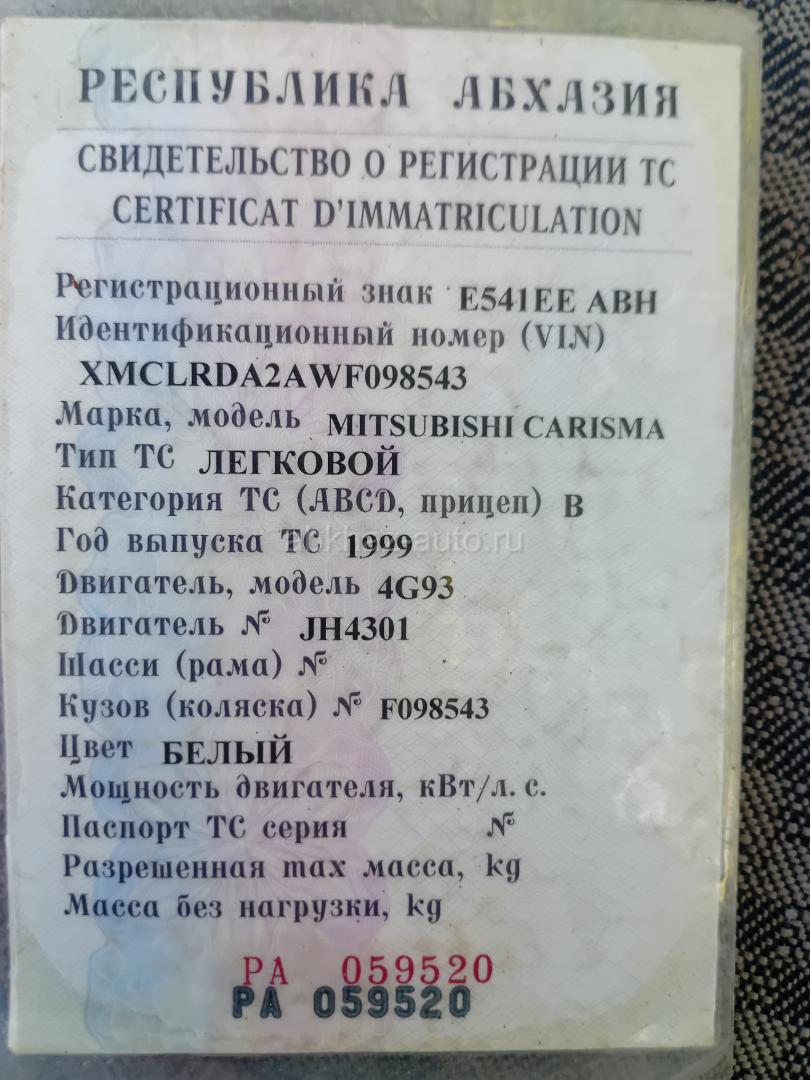 РЕСПУБЛИКА АБХАЗИЯ
СВИДЕТЕЛЬСТВО О РЕГИСТРАЦИИ ТС
CERTIFICAT D'IMMATRICULATION
Регистрационный знак E541EE ABH
Идентификационный номер (VIN)
XMCLRDA2AWF098543
Марка, модель MITSUBISHI CARISMA
Тип ТС ЛЕГКОВОЙ
Категория ТС (ABCD, прицеп) B
Год выпуска ТС 1999
Двигатель, модель 4G93
Двигатель № JH4301
Шасси (рама) №
Кузов (коляска) № F098543
Цвет БЕЛЫЙ
Мощность двигателя, кВт/л. с.
Паспорт ТС серия №
Разрешенная max масса, kg
Масса без нагрузки, kg
РА 059520
РА 059520